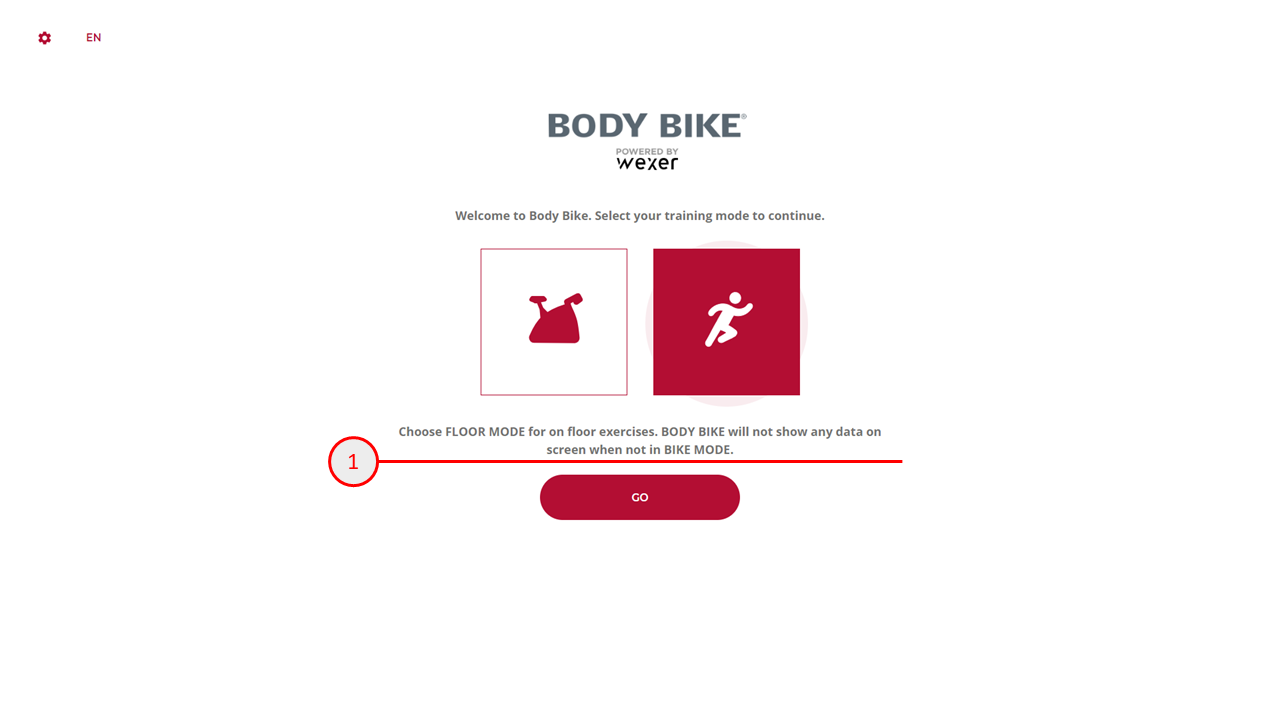 EN
BODY BIKE®
POWERED BY
wexer
Welcome to Body Bike. Select your training mode to continue.
Choose FLOOR MODE for on floor exercises. BODY BIKE will not show any data on
screen when not in BIKE MODE.
1
GO